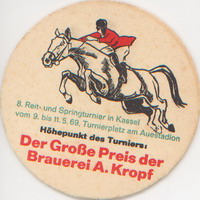 8. Reit- und Springturnier in Kassel
vom 9. bis 11. 5. 69, Turnierplatz am Auestadion
Höhepunkt des Turniers:
Der Große Preis der
Brauerei A. Kropf